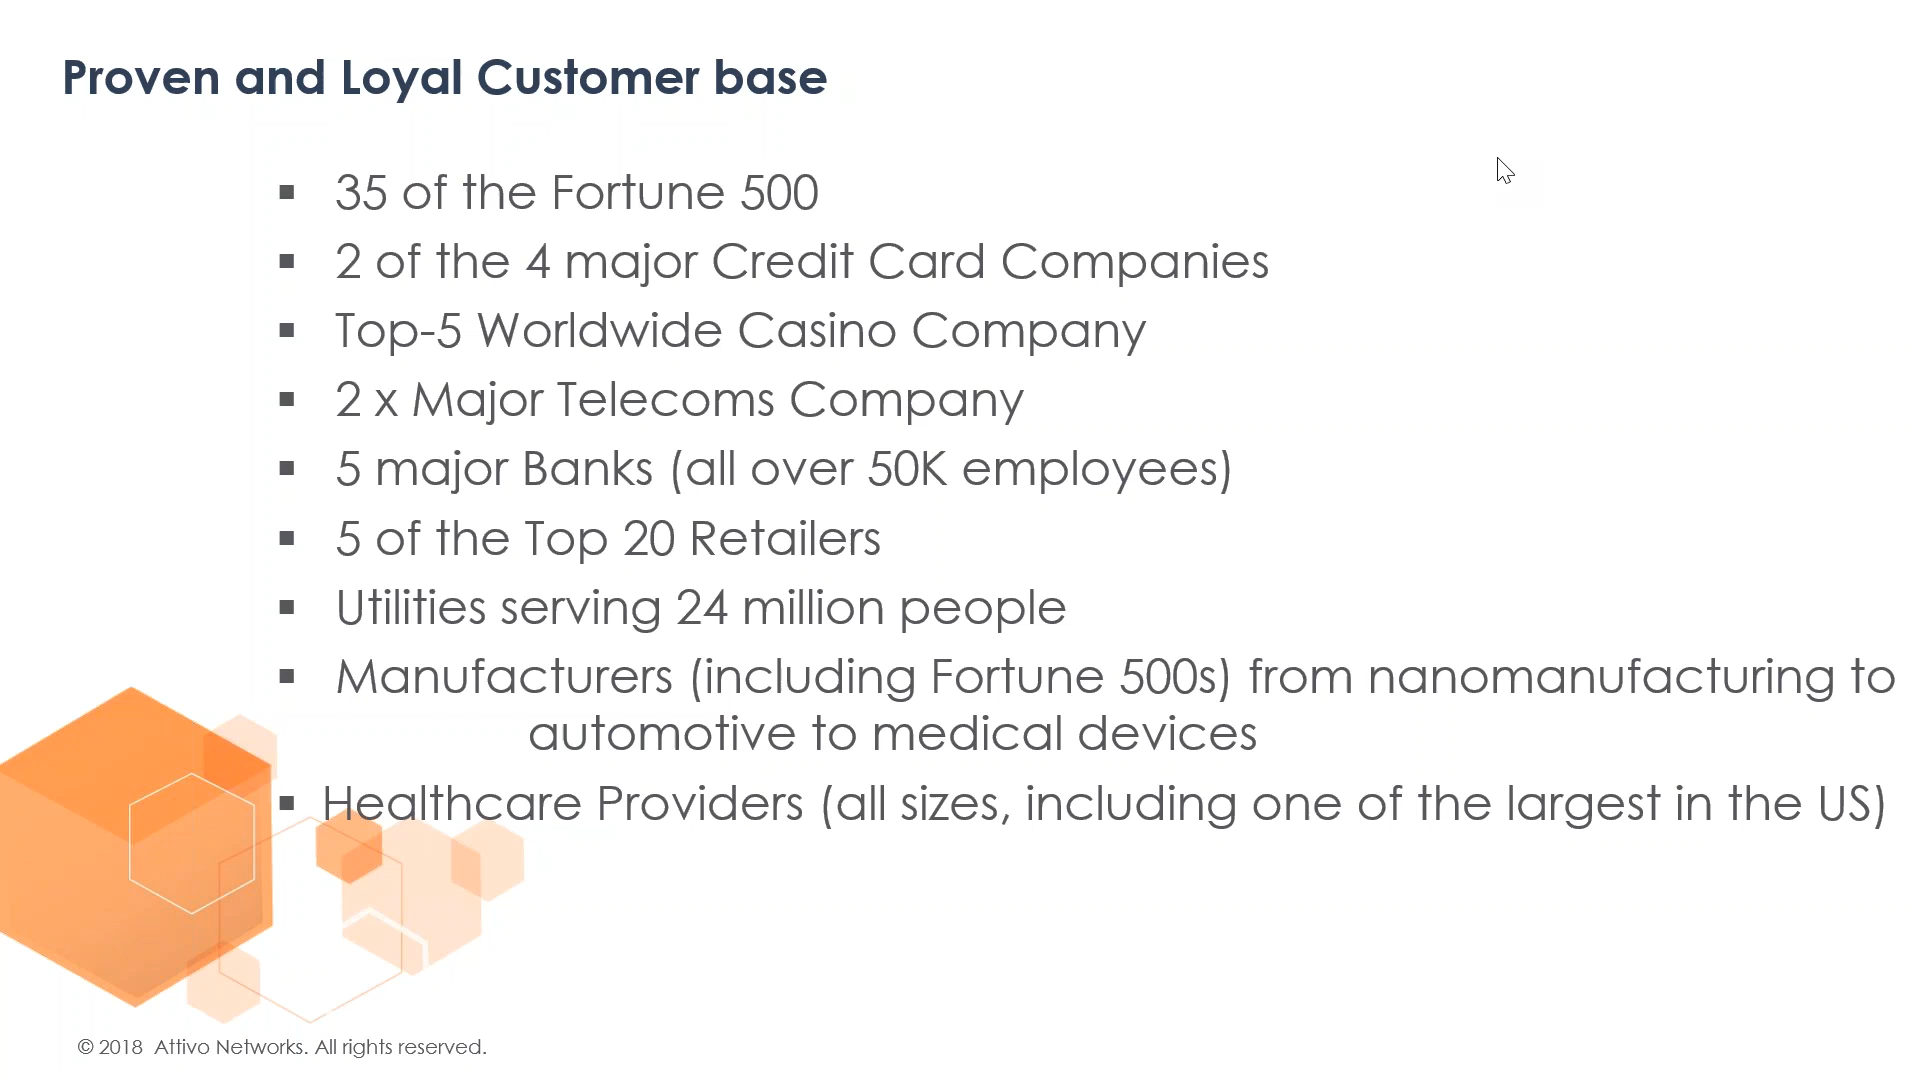 Proven and Loyal Customer base
▪ 35 of the Fortune 500
▪ 2 of the 4 major Credit Card Companies
▪ Top-5 Worldwide Casino Company
▪ 2 x Major Telecoms Company
▪ 5 major Banks (all over 50K employees)
▪ 5 of the Top 20 Retailers
▪ Utilities serving 24 million people
▪ Manufacturers (including Fortune 500s) from nanomanufacturing to
automotive to medical devices
▪ Healthcare Providers (all sizes, including one of the largest in the US)
© 2018 Attivo Networks. All rights reserved.